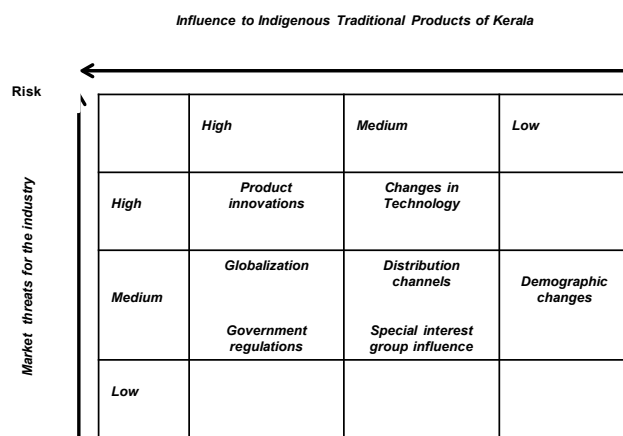 Influence to Indigenous Traditional Products of Kerala
Risk
Market threats for the industry
High
Medium
Low
High
Product
innovations
Changes in
Technology
Medium
Globalization
Government
regulations
Distribution
channels
Special interest
group influence
Demographic
changes
Low